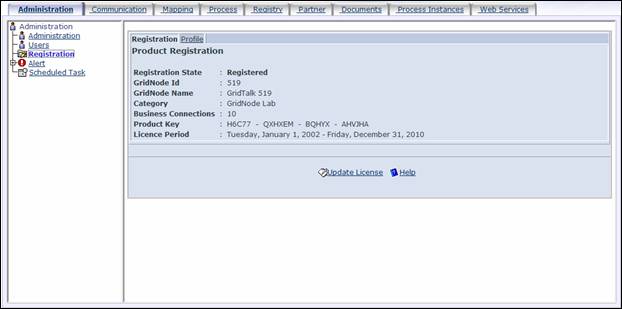 Administration Communication Mapping Process Registry Partner Documents Process Instances Web Services
Administration
Administration
Users
Registration
Alert
Scheduled Task
Registration Profile
Product Registration
Registration State : Registered
GridNode Id : 519
GridNode Name : GridTalk 519
Category : GridNode Lab
Business Connections : 10
Product Key : H6C77 - QXHXEM - BQHYX - AHVJHA
Licence Period : Tuesday, January 1, 2002 - Friday, December 31, 2010
Update License Help